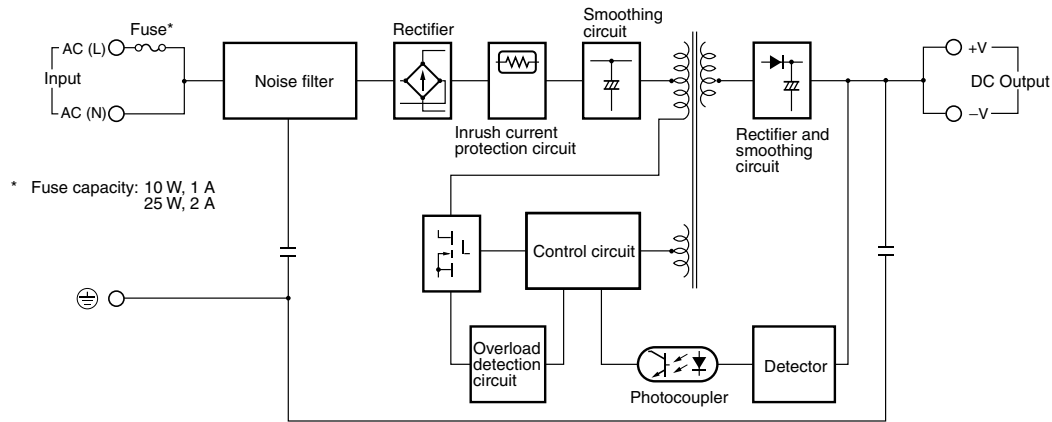 Fuse*
AC (L)
Input
AC (N)
Noise filter
Rectifier
Inrush current
protection circuit
Smoothing
circuit
Rectifier and
smoothing
circuit
+V
DC Output
−V
* Fuse capacity: 10 W, 1 A
25 W, 2 A
Control circuit
Overload
detection
circuit
Photocoupler
Detector